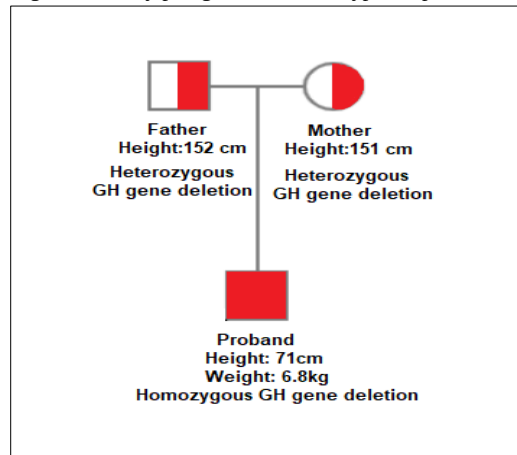 Father
Height:152 cm
Heterozygous
GH gene deletion
Mother
Height:151 cm
Heterozygous
GH gene deletion
Proband
Height: 71cm
Weight: 6.8kg
Homozygous GH gene deletion